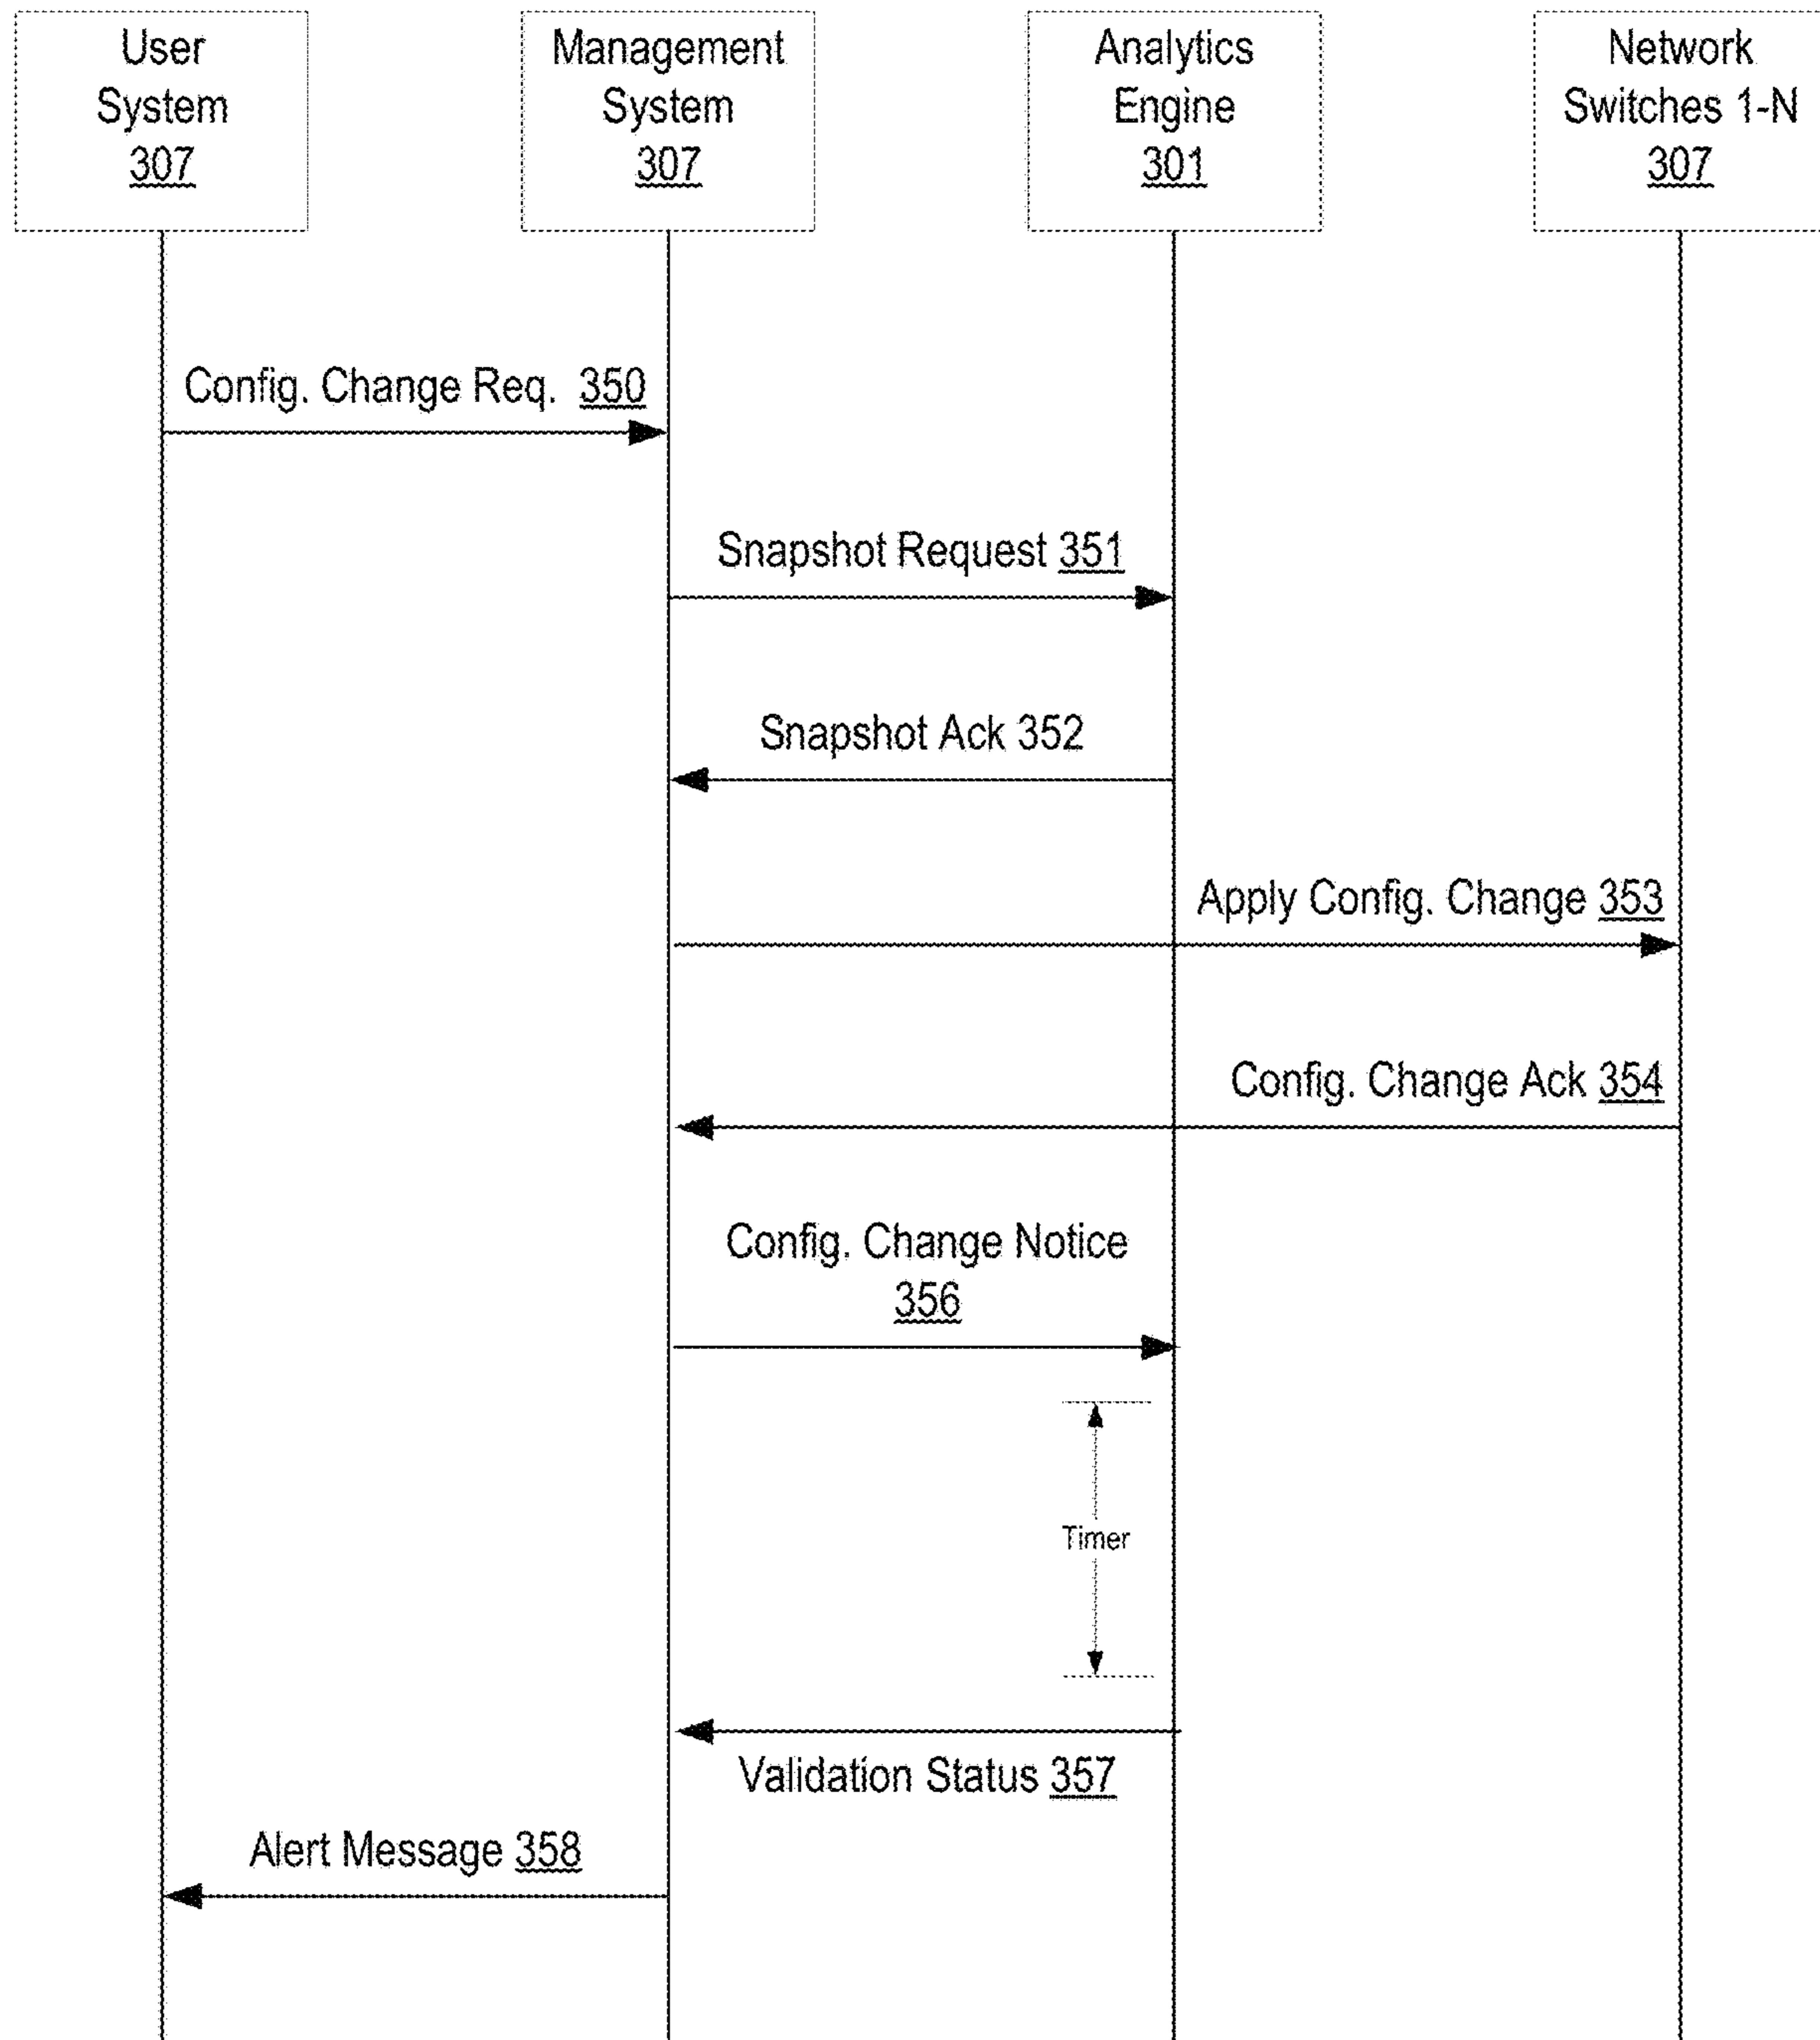 User
System
307
Management
System
307
Analytics
Engine
301
Network
Switches 1-N
307
Config. Change Req. 350
Snapshot Request 351
Snapshot Ack 352
Apply Config. Change 353
Config. Change Ack 354
Config. Change Notice
356
Timer
Validation Status 357
Alert Message 358